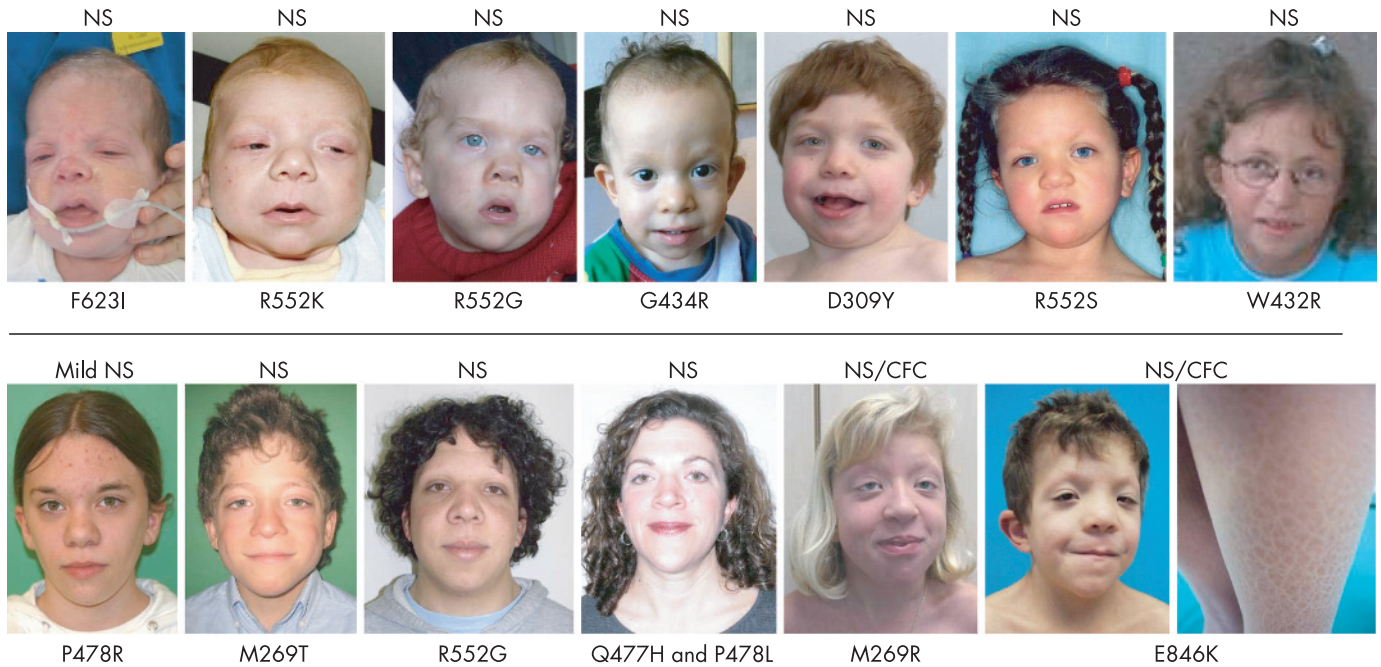 NS NS NS NS NS NS NS
F623I R552K R552G G434R D309Y R552S W432R
Mild NS NS NS NS NS/CFC NS/CFC
P478R M269T R552G Q477H and P478L M269R E846K